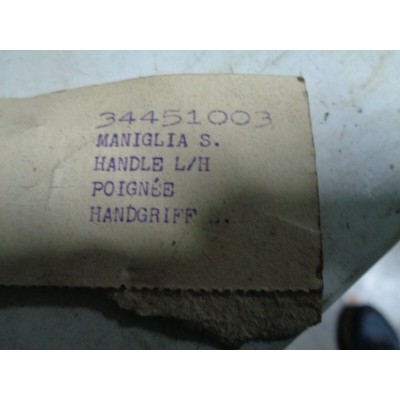 34451003
MANIGLIA S.
HANDLE L/H
POIGNÉE
HANDGRIFF